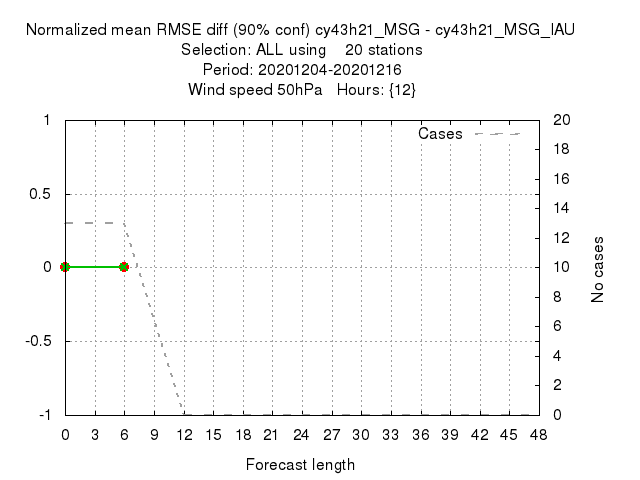 Normalized mean RMSE diff (90% conf) cy43h21_MSG - cy43h21_MSG_IAU
Selection: ALL using 20 stations
Period: 20201204-20201216
Wind speed 50hPa Hours: {12}
Cases
1
0.5
0
-0.5
-1
20
18
16
14
12
10
8
6
4
2
0
No cases
0 3 6 9 12 15 18 21 24 27 30 33 36 39 42 45 48
Forecast length